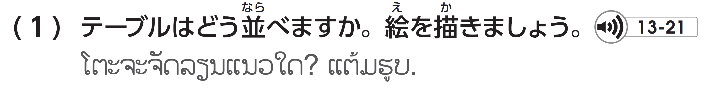 (1) テーブルはどう並べますか。絵を描きましょう。 13-21
ໂຕະຈະຈັດລຽນແນວໃດ? ແຕ້ມຮູບ.